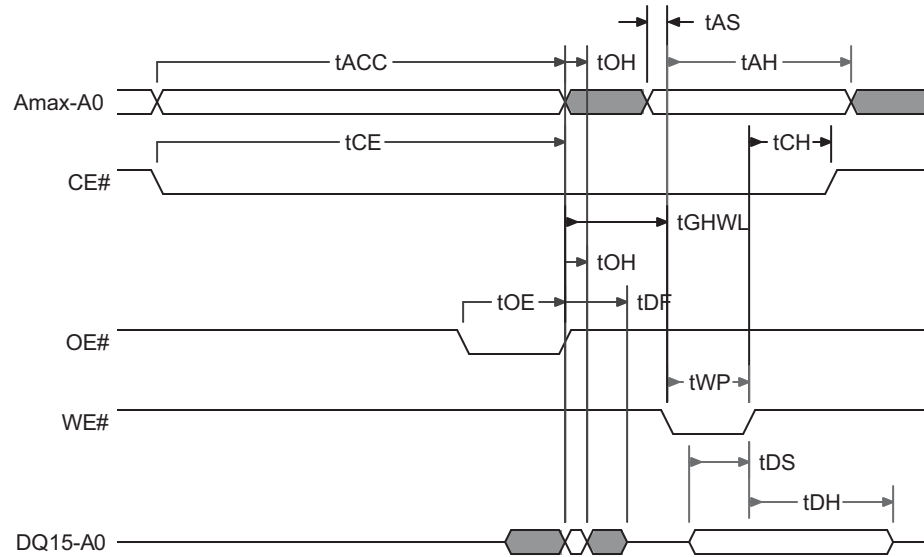 tAS
tACC
tOH
tAH
Amax-A0
tCE
tCH
CE#
tGHWL
tOH
tOE
tDF
OE#
tWP
WE#
tDS
tDH
DQ15-A0